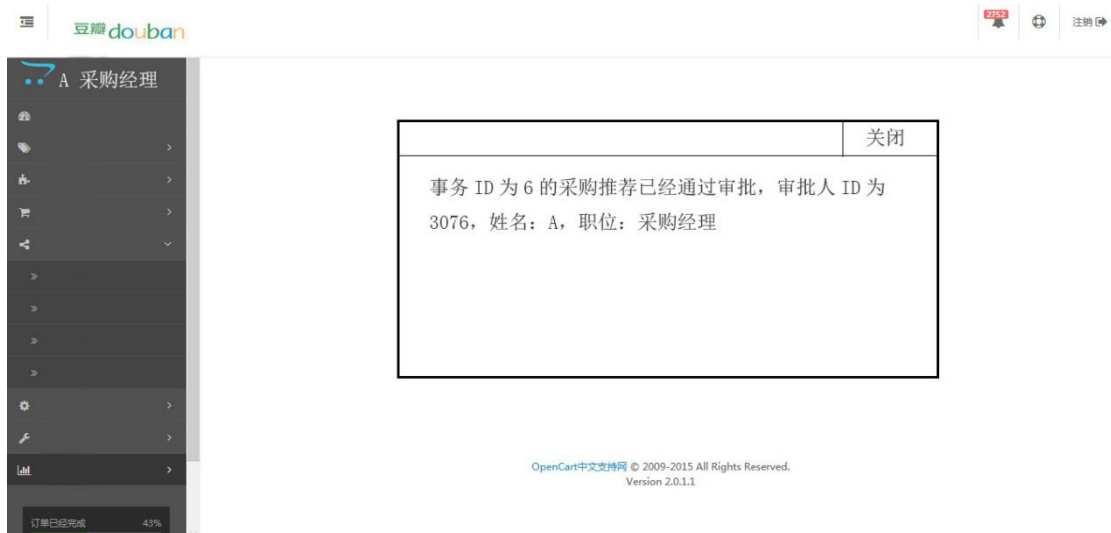 豆瓣douban
2752
注销
A 采购经理
关闭
事务 ID 为 6 的采购推荐已经通过审批，审批人 ID 为
3076，姓名：A，职位：采购经理
OpenCart中文支持网 © 2009-2015 All Rights Reserved.
Version 2.0.1.1
订单已经完成 43%